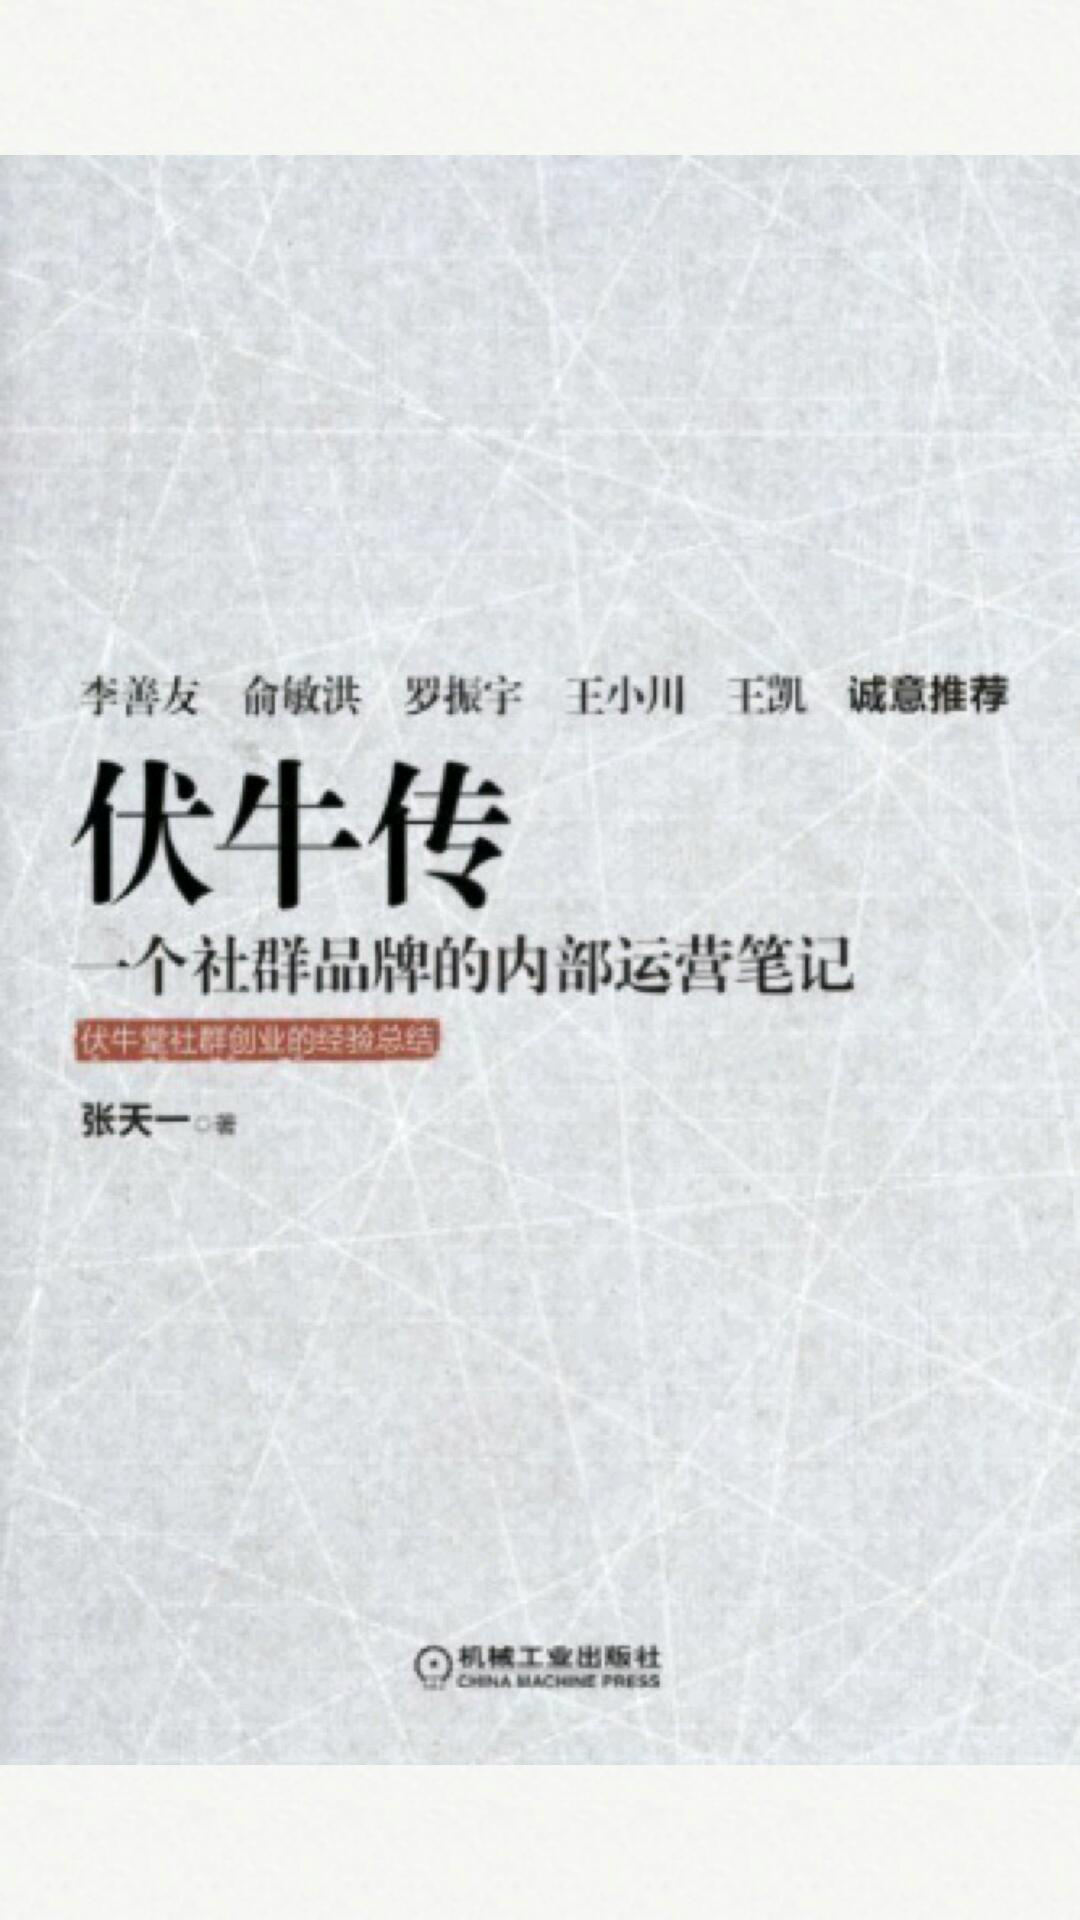 李善友 俞敏洪 罗振宇 王小川 王凯 诚意推荐
伏牛传
一个社群品牌的内部运营笔记
伏牛堂社群创业的经验总结
张天一○著
机械工业出版社
CHINA MACHINE PRESS